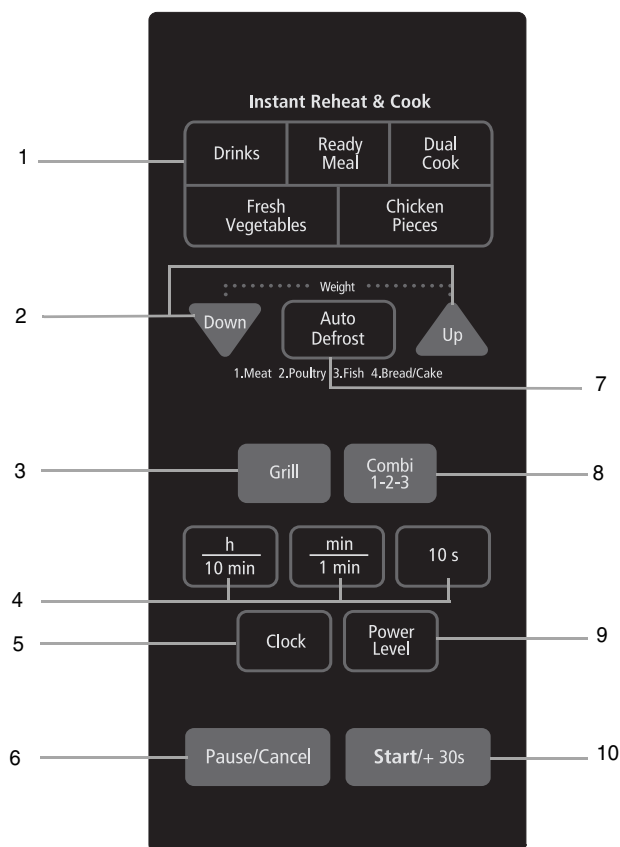 Instant Reheat & Cook
1
Drinks
Ready
Meal
Dual
Cook
Fresh
Vegetables
Chicken
Pieces
Weight
2
Down
Auto
Defrost
Up
1.Meat 2.Poultry 3.Fish 4.Bread/Cake
7
3
Grill
Combi
1-2-3
8
h
10 min
min
1 min
10 s
4
5
Clock
Power
Level
9
6
Pause/Cancel
Start/+ 30s
10